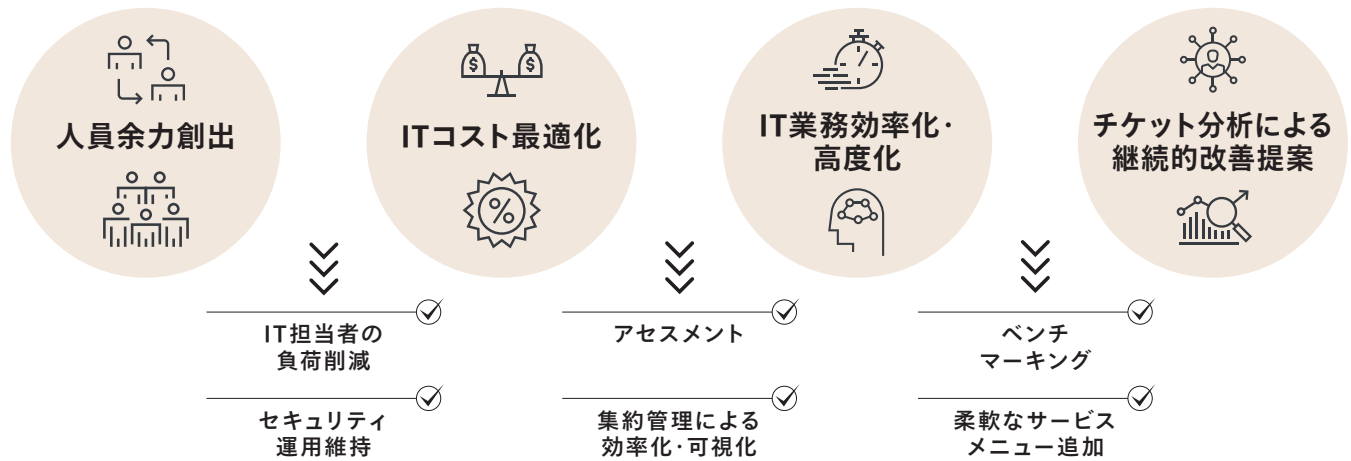 人員余力創出
ITコスト最適化
IT業務効率化・
高度化
チケット分析による
継続的改善提案
IT担当者の
負荷削減
アセスメント
ベンチ
マーキング
セキュリティ
運用維持
集約管理による
効率化・可視化
柔軟なサービス
メニュー追加